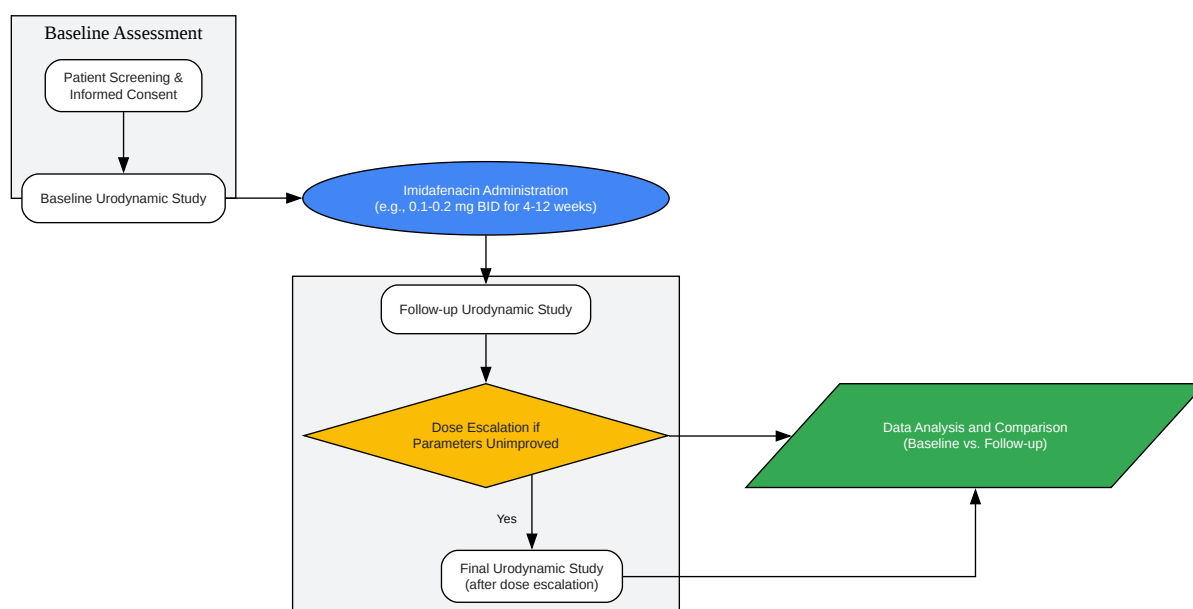 Baseline Assessment
Patient Screening &
Informed Consent
Baseline Urodynamic Study
Imidafenacin Administration
(e.g., 0.1-0.2 mg BID for 4-12 weeks)
Follow-up Urodynamic Study
Dose Escalation if
Parameters Unimproved
Data Analysis and Comparison
(Baseline vs. Follow-up)
Yes
Final Urodynamic Study
(after dose escalation)